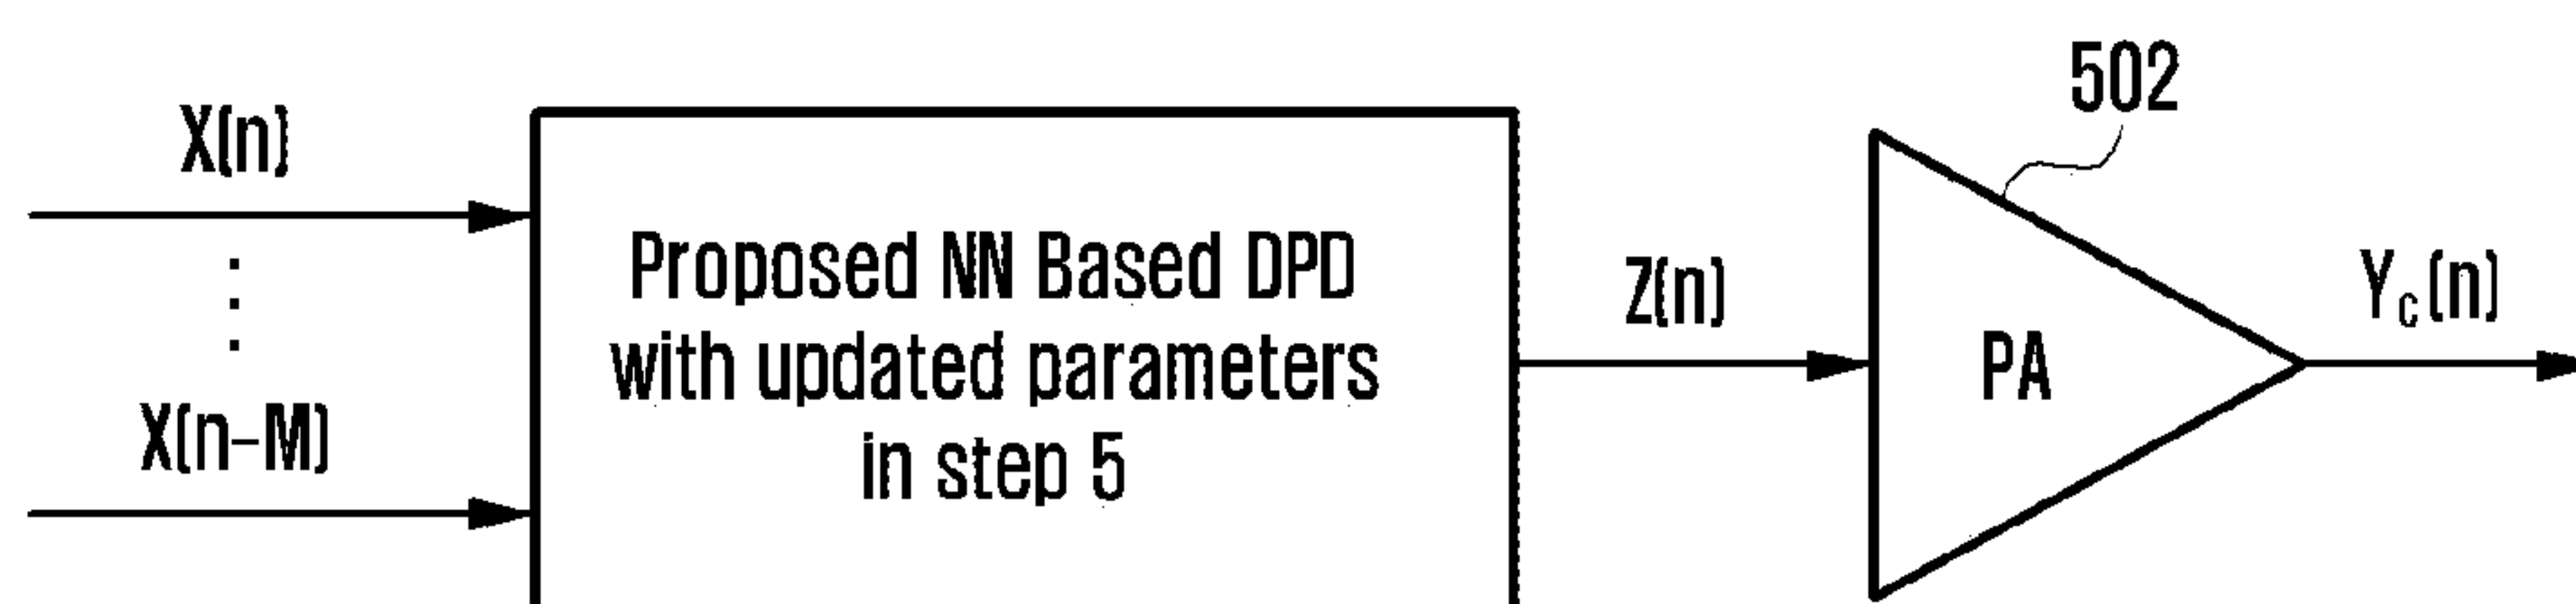 502
X(n)
Proposed NN Based DPD
with updated parameters
in step 5
X(n-M)
Z(n)
PA
Yc(n)